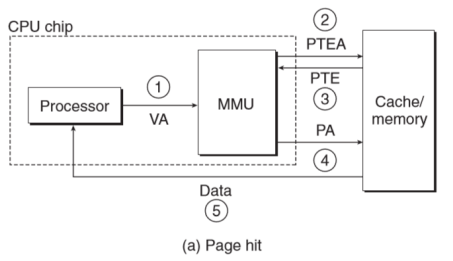 CPU chip
2
PTEA
1
Processor
VA
MMU
PTE
3
Cache/
memory
PA
4
Data
5
(a) Page hit